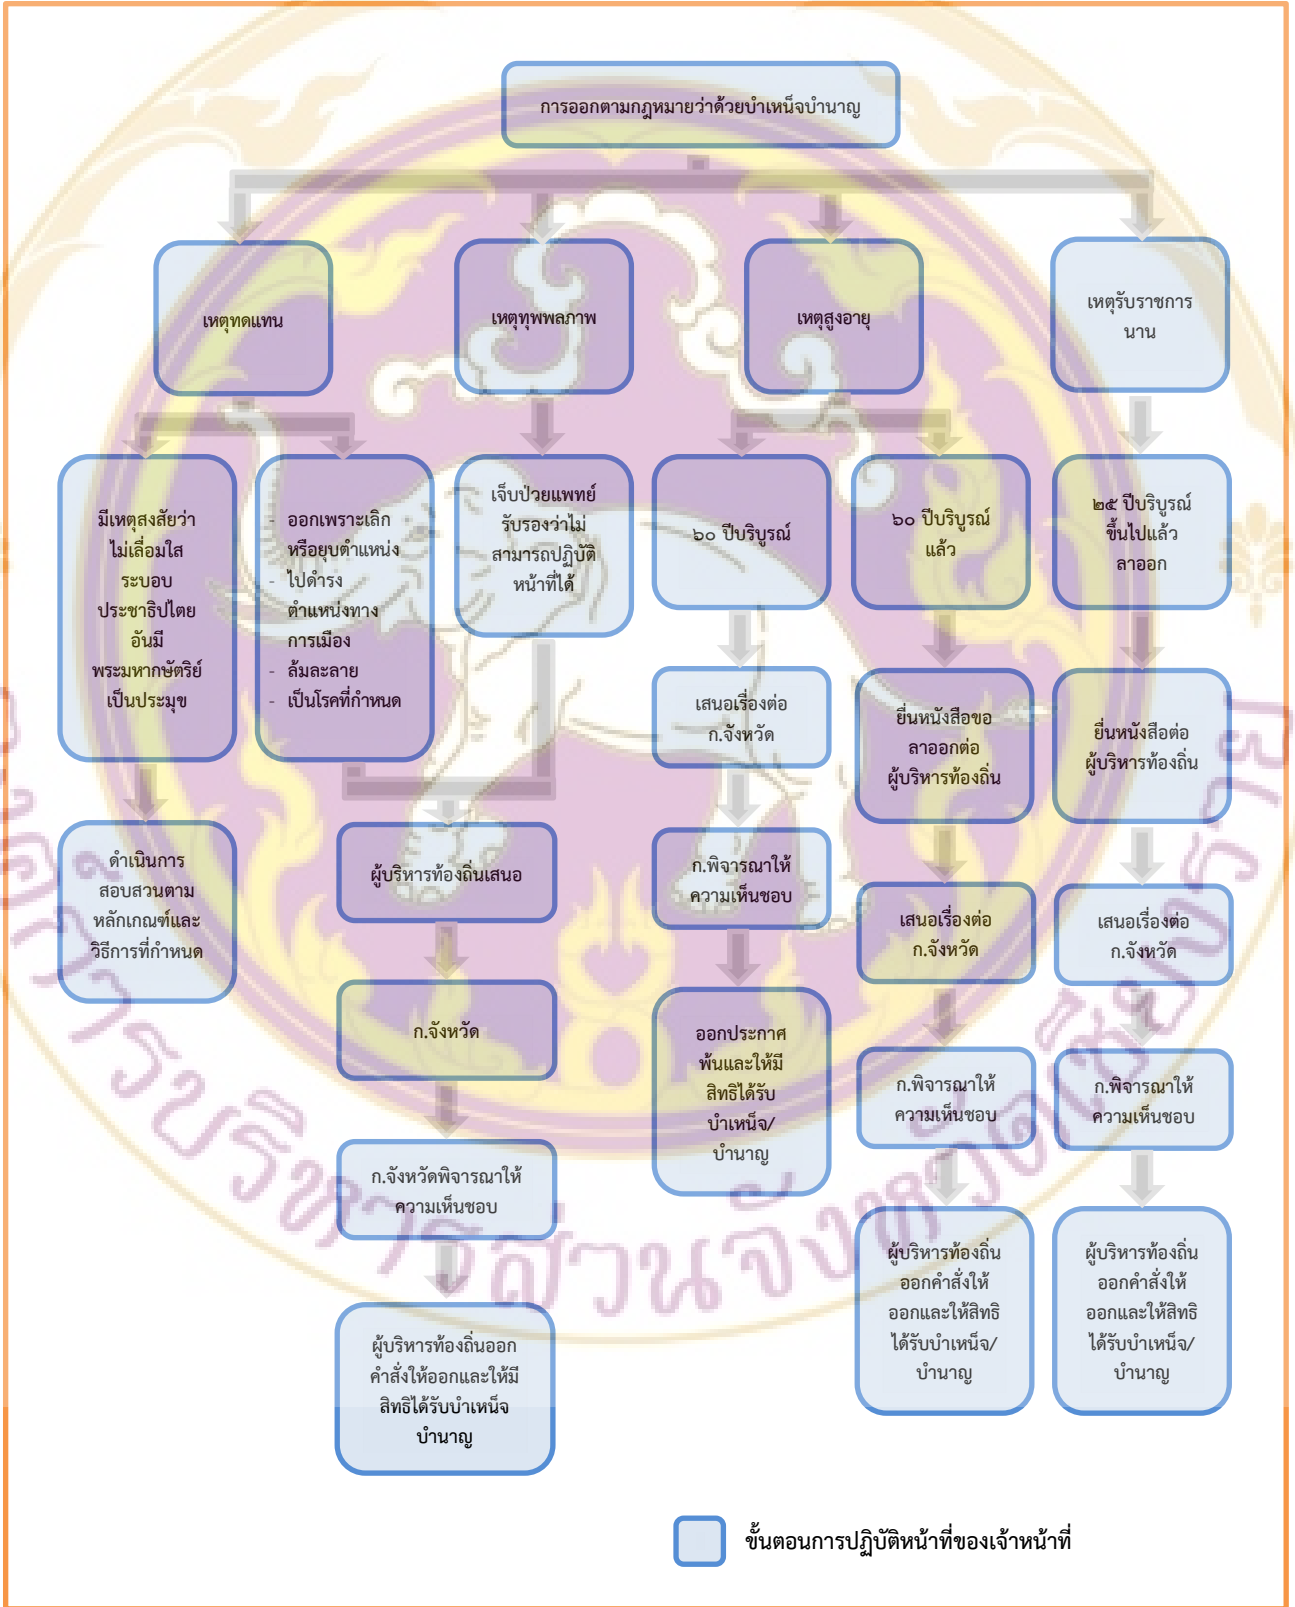 การออกตามกฎหมายว่าด้วยบำเหน็จบำนาญ
เหตุทดแทน
เหตุทุพพลภาพ
เหตุสูงอายุ
เหตุรับราชการ
นาน
มีเหตุสงสัยว่า
ไม่เลื่อมใส
ระบอบ
ประชาธิปไตย
อันมี
พระมหากษัตริย์
เป็นประมุข
- ออกเพราะเลิก
หรือยุบตำแหน่ง
- ไปดำรง
ตำแหน่งทาง
การเมือง
- ล้มละลาย
- เป็นโรคที่กำหนด
เจ็บป่วยแพทย์
รับรองว่าไม่
สามารถปฏิบัติ
หน้าที่ได้
๖๐ ปีบริบูรณ์
๖๐ ปีบริบูรณ์
แล้ว
๒๕ ปีบริบูรณ์
ขึ้นไปแล้ว
ลาออก
ดำเนินการ
สอบสวนตาม
หลักเกณฑ์และ
วิธีการที่กำหนด
ผู้บริหารท้องถิ่นเสนอ
ก.จังหวัด
ก.จังหวัดพิจารณาให้
ความเห็นชอบ
ผู้บริหารท้องถิ่นออก
คำสั่งให้ออกและให้มี
สิทธิได้รับบำเหน็จ
บำนาญ
เสนอเรื่องต่อ
ก.จังหวัด
ก.พิจารณาให้
ความเห็นชอบ
ออกประกาศ
พ้นและให้มี
สิทธิได้รับ
บำเหน็จ/
บำนาญ
ยื่นหนังสือขอ
ลาออกต่อ
ผู้บริหารท้องถิ่น
เสนอเรื่องต่อ
ก.จังหวัด
ก.พิจารณาให้
ความเห็นชอบ
ผู้บริหารท้องถิ่น
ออกคำสั่งให้
ออกและให้สิทธิ
ได้รับบำเหน็จ/
บำนาญ
ยื่นหนังสือต่อ
ผู้บริหารท้องถิ่น
เสนอเรื่องต่อ
ก.จังหวัด
ก.พิจารณาให้
ความเห็นชอบ
ผู้บริหารท้องถิ่น
ออกคำสั่งให้
ออกและให้สิทธิ
ได้รับบำเหน็จ/
บำนาญ
ขั้นตอนการปฏิบัติหน้าที่ของเจ้าหน้าที่
องค์การบริหารส่วนจังหวัดเชียงราย